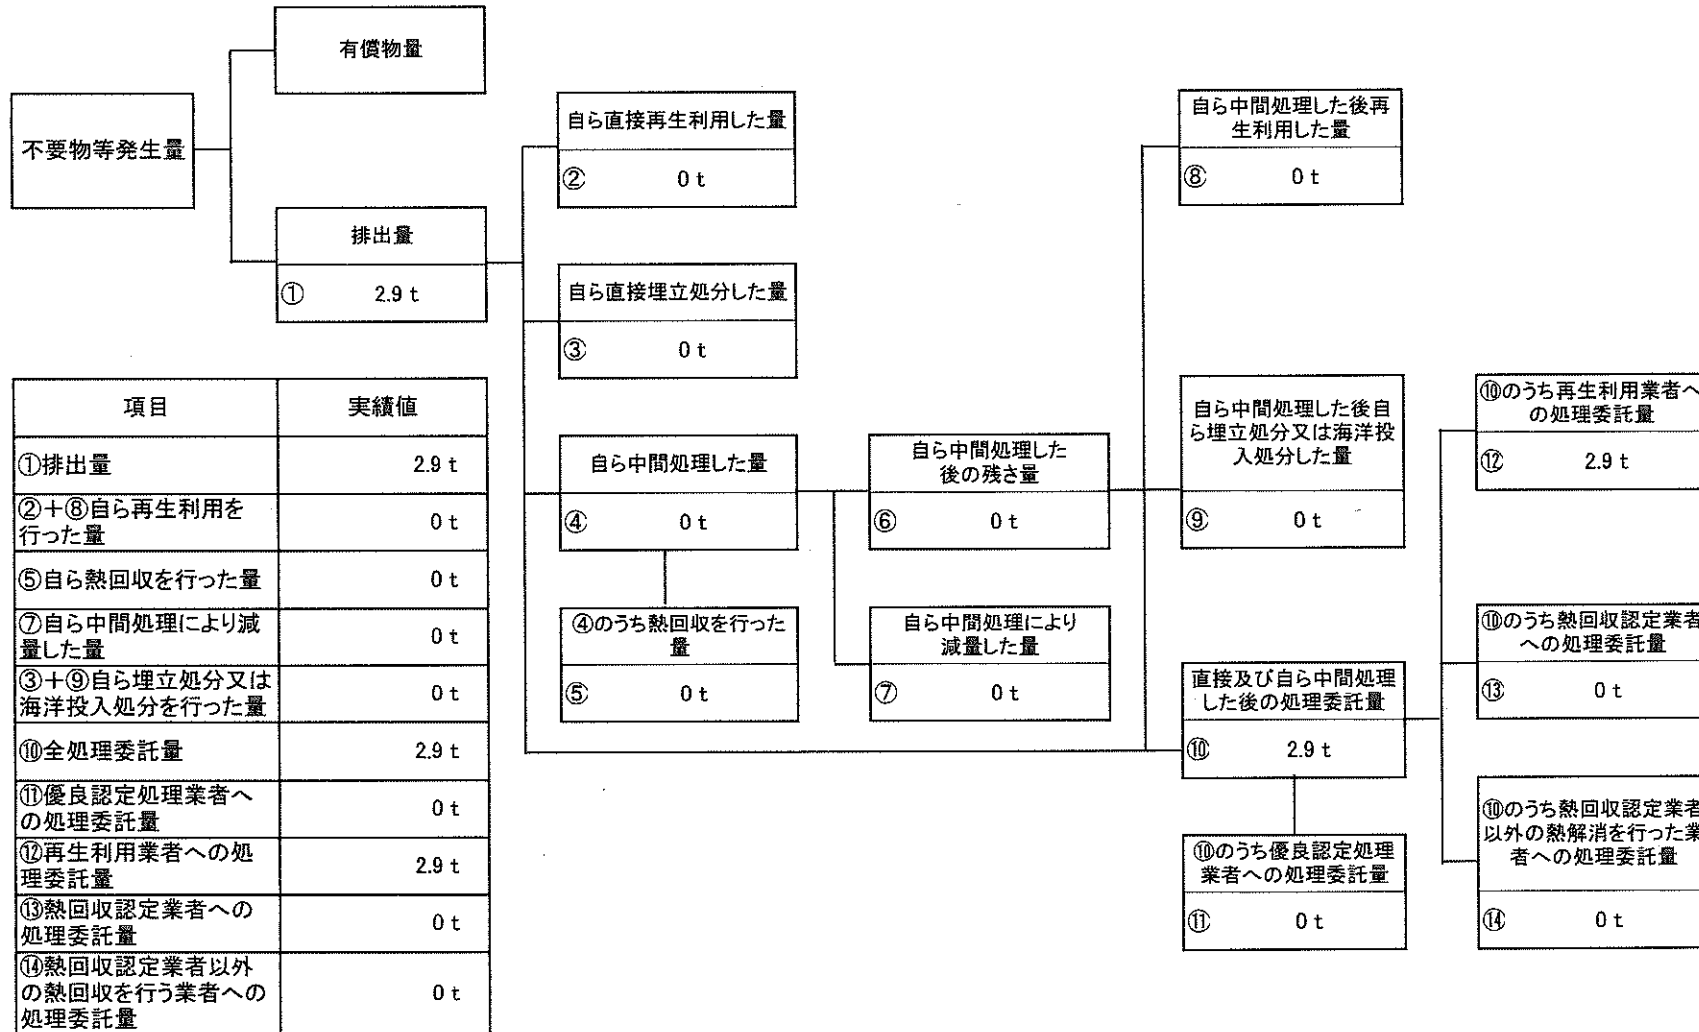 有償物量
不要物等発生量
排出量
① 2.9 t
自ら直接再生利用した量
② 0 t
自ら直接埋立処分した量
③ 0 t
自ら中間処理した量
④ 0 t
④のうち熱回収を行った
量
⑤ 0 t
自ら中間処理した
後の残さ量
⑥ 0 t
自ら中間処理により
減量した量
⑦ 0 t
自ら中間処理した後再
生利用した量
⑧ 0 t
自ら中間処理した後自
ら埋立処分又は海洋投
入処分した量
⑨ 0 t
直接及び自ら中間処理
した後の処理委託量
⑩ 2.9 t
⑩のうち優良認定処理
業者への処理委託量
⑪ 0 t
⑩のうち再生利用業者へ
の処理委託量
⑫ 2.9 t
⑩のうち熱回収認定業者
への処理委託量
⑬ 0 t
⑩のうち熱回収認定業者
以外の熱解消を行った業
者への処理委託量
⑭ 0 t
項目 実績値
①排出量 2.9 t
②+⑧自ら再生利用を
行った量 0 t
⑤自ら熱回収を行った量 0 t
⑦自ら中間処理により減
量した量 0 t
③+⑨自ら埋立処分又は
海洋投入処分を行った量 0 t
⑩全処理委託量 2.9 t
⑪優良認定処理業者へ
の処理委託量 0 t
⑫再生利用業者への処
理委託量 2.9 t
⑬熱回収認定業者への
処理委託量 0 t
⑭熱回収認定業者以外
の熱回収を行う業者への
処理委託量 0 t